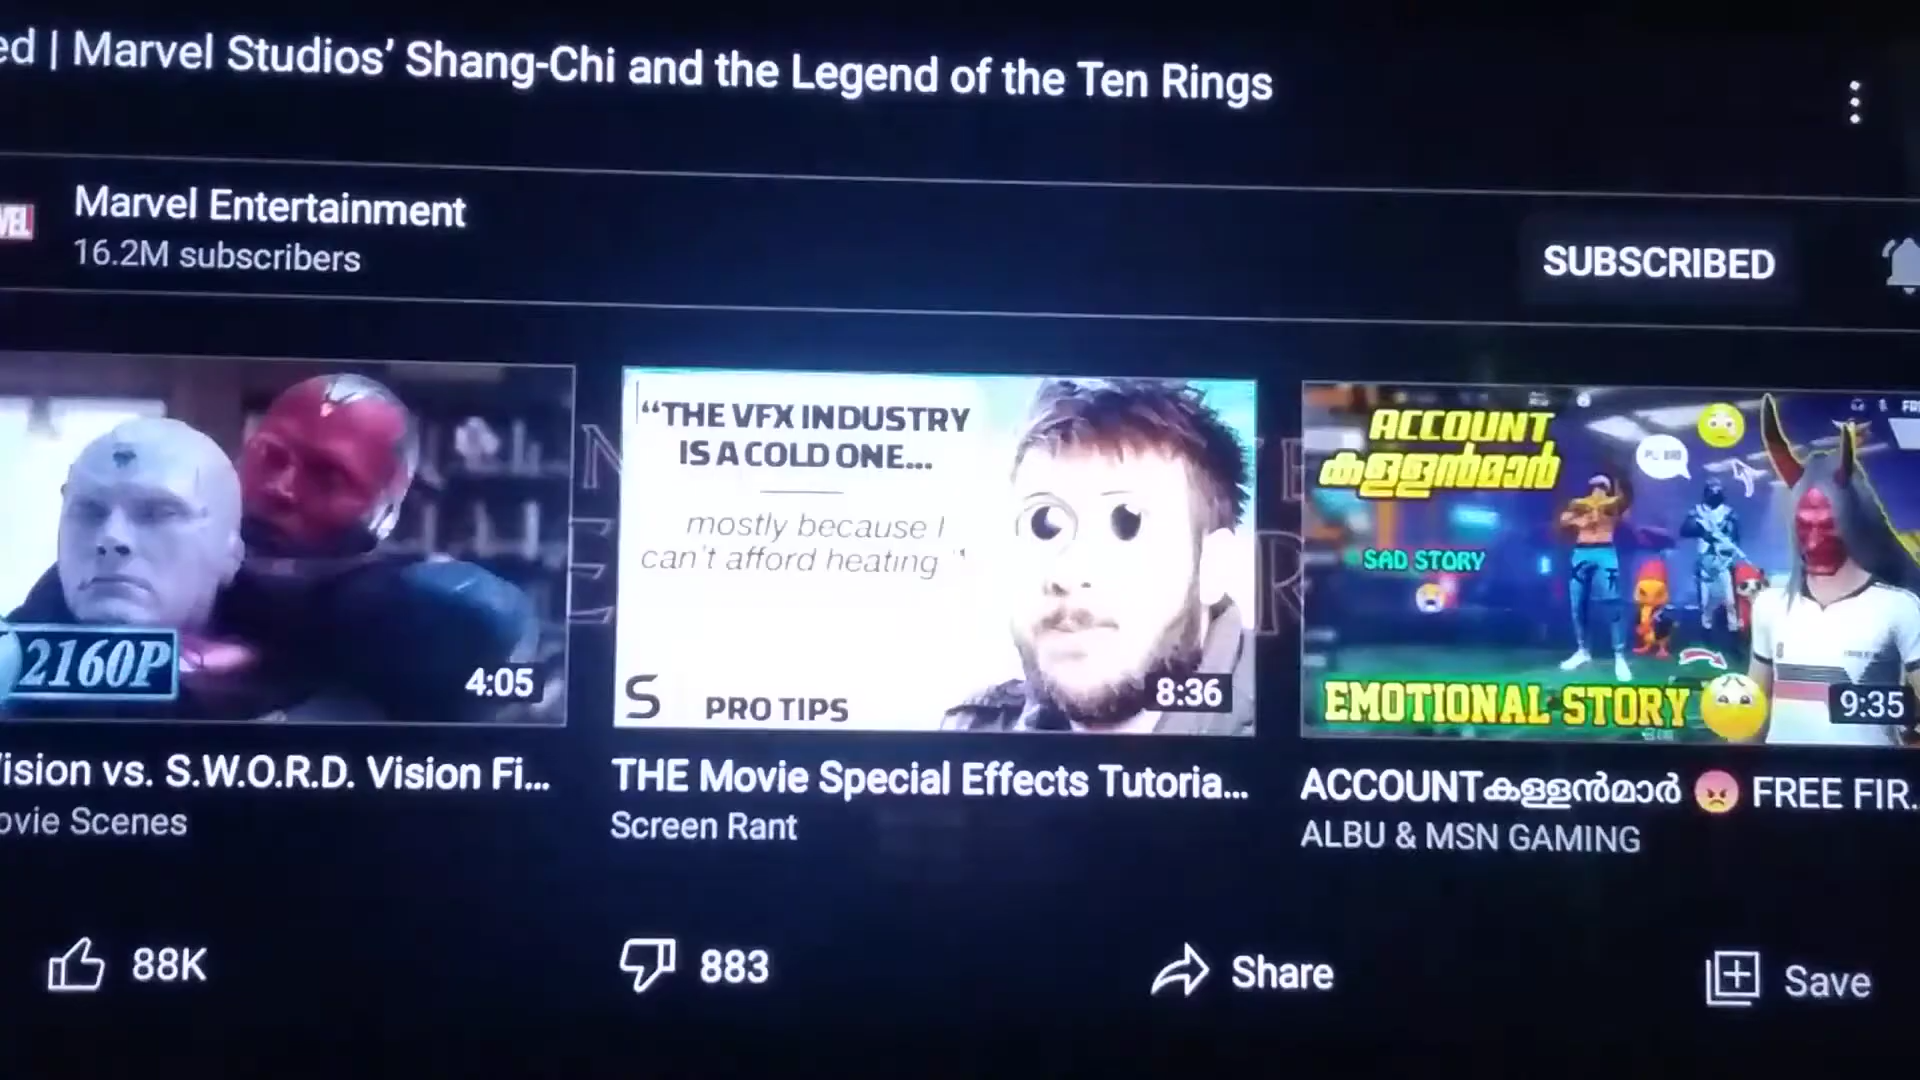 ed | Marvel Studios’ Shang-Chi and the Legend of the Ten Rings
VEL
Marvel Entertainment
16.2M subscribers
SUBSCRIBED
2160P
4:05
“THE VFX INDUSTRY
IS A COLD ONE...
mostly because I
can't afford heating "
S PRO TIPS
8:36
ACCOUNT
കള്ളൻമാർ
SAD STORY
EMOTIONAL STORY
9:35
ision vs. S.W.O.R.D. Vision Fi...
ovie Scenes
THE Movie Special Effects Tutoria...
Screen Rant
ACCOUNTകള്ളൻമാർ 😡 FREE FIR..
ALBU & MSN GAMING
88K
883
Share
Save